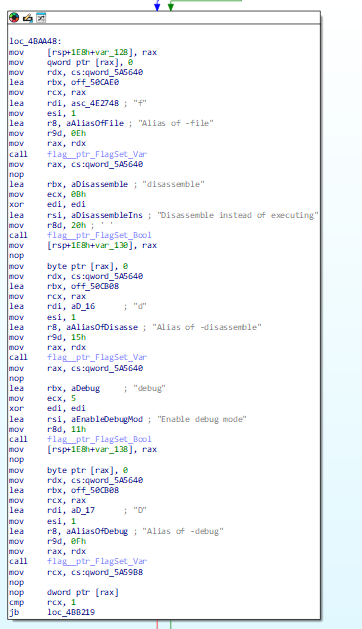 loc_4BAA48:
mov [rsp+1E8h+var_128], rax
mov qword ptr [rax], 0
mov rdx, cs:qword_5A5640
lea rbx, off_50CAE0
mov rcx, rax
lea rdi, asc_4E2748 ; "f"
mov esi, 1
lea r8, aAliasOfFile ; "Alias of -file"
mov r9d, 0Eh
mov rax, rdx
call flag__ptr_FlagSet_Var
mov rax, cs:qword_5A5640
nop
lea rbx, aDisassemble ; "disassemble"
mov ecx, 0Bh
xor edi, edi
lea rsi, aDisassembleIns ; "Disassemble instead of executing"
mov r8d, 20h ; ' '
call flag__ptr_FlagSet_Bool
mov [rsp+1E8h+var_130], rax
nop
mov byte ptr [rax], 0
mov rdx, cs:qword_5A5640
lea rbx, off_50CB08
mov rcx, rax
lea rdi, aD_16 ; "d"
mov esi, 1
lea r8, aAliasOfDisasse ; "Alias of -disassemble"
mov r9d, 15h
mov rax, rdx
call flag__ptr_FlagSet_Var
mov rax, cs:qword_5A5640
nop
lea rbx, aDebug ; "debug"
mov ecx, 5
xor edi, edi
lea rsi, aEnableDebugMod ; "Enable debug mode"
mov r8d, 11h
call flag__ptr_FlagSet_Bool
mov [rsp+1E8h+var_138], rax
nop
mov byte ptr [rax], 0
mov rdx, cs:qword_5A5640
lea rbx, off_50CB08
mov rcx, rax
lea rdi, aD_17 ; "D"
mov esi, 1
lea r8, aAliasOfDebug ; "Alias of -debug"
mov r9d, 0Fh
mov rax, rdx
call flag__ptr_FlagSet_Var
mov rcx, cs:qword_5A59B8
nop dword ptr [rax]
cmp rcx, 1
jb loc_4BB219